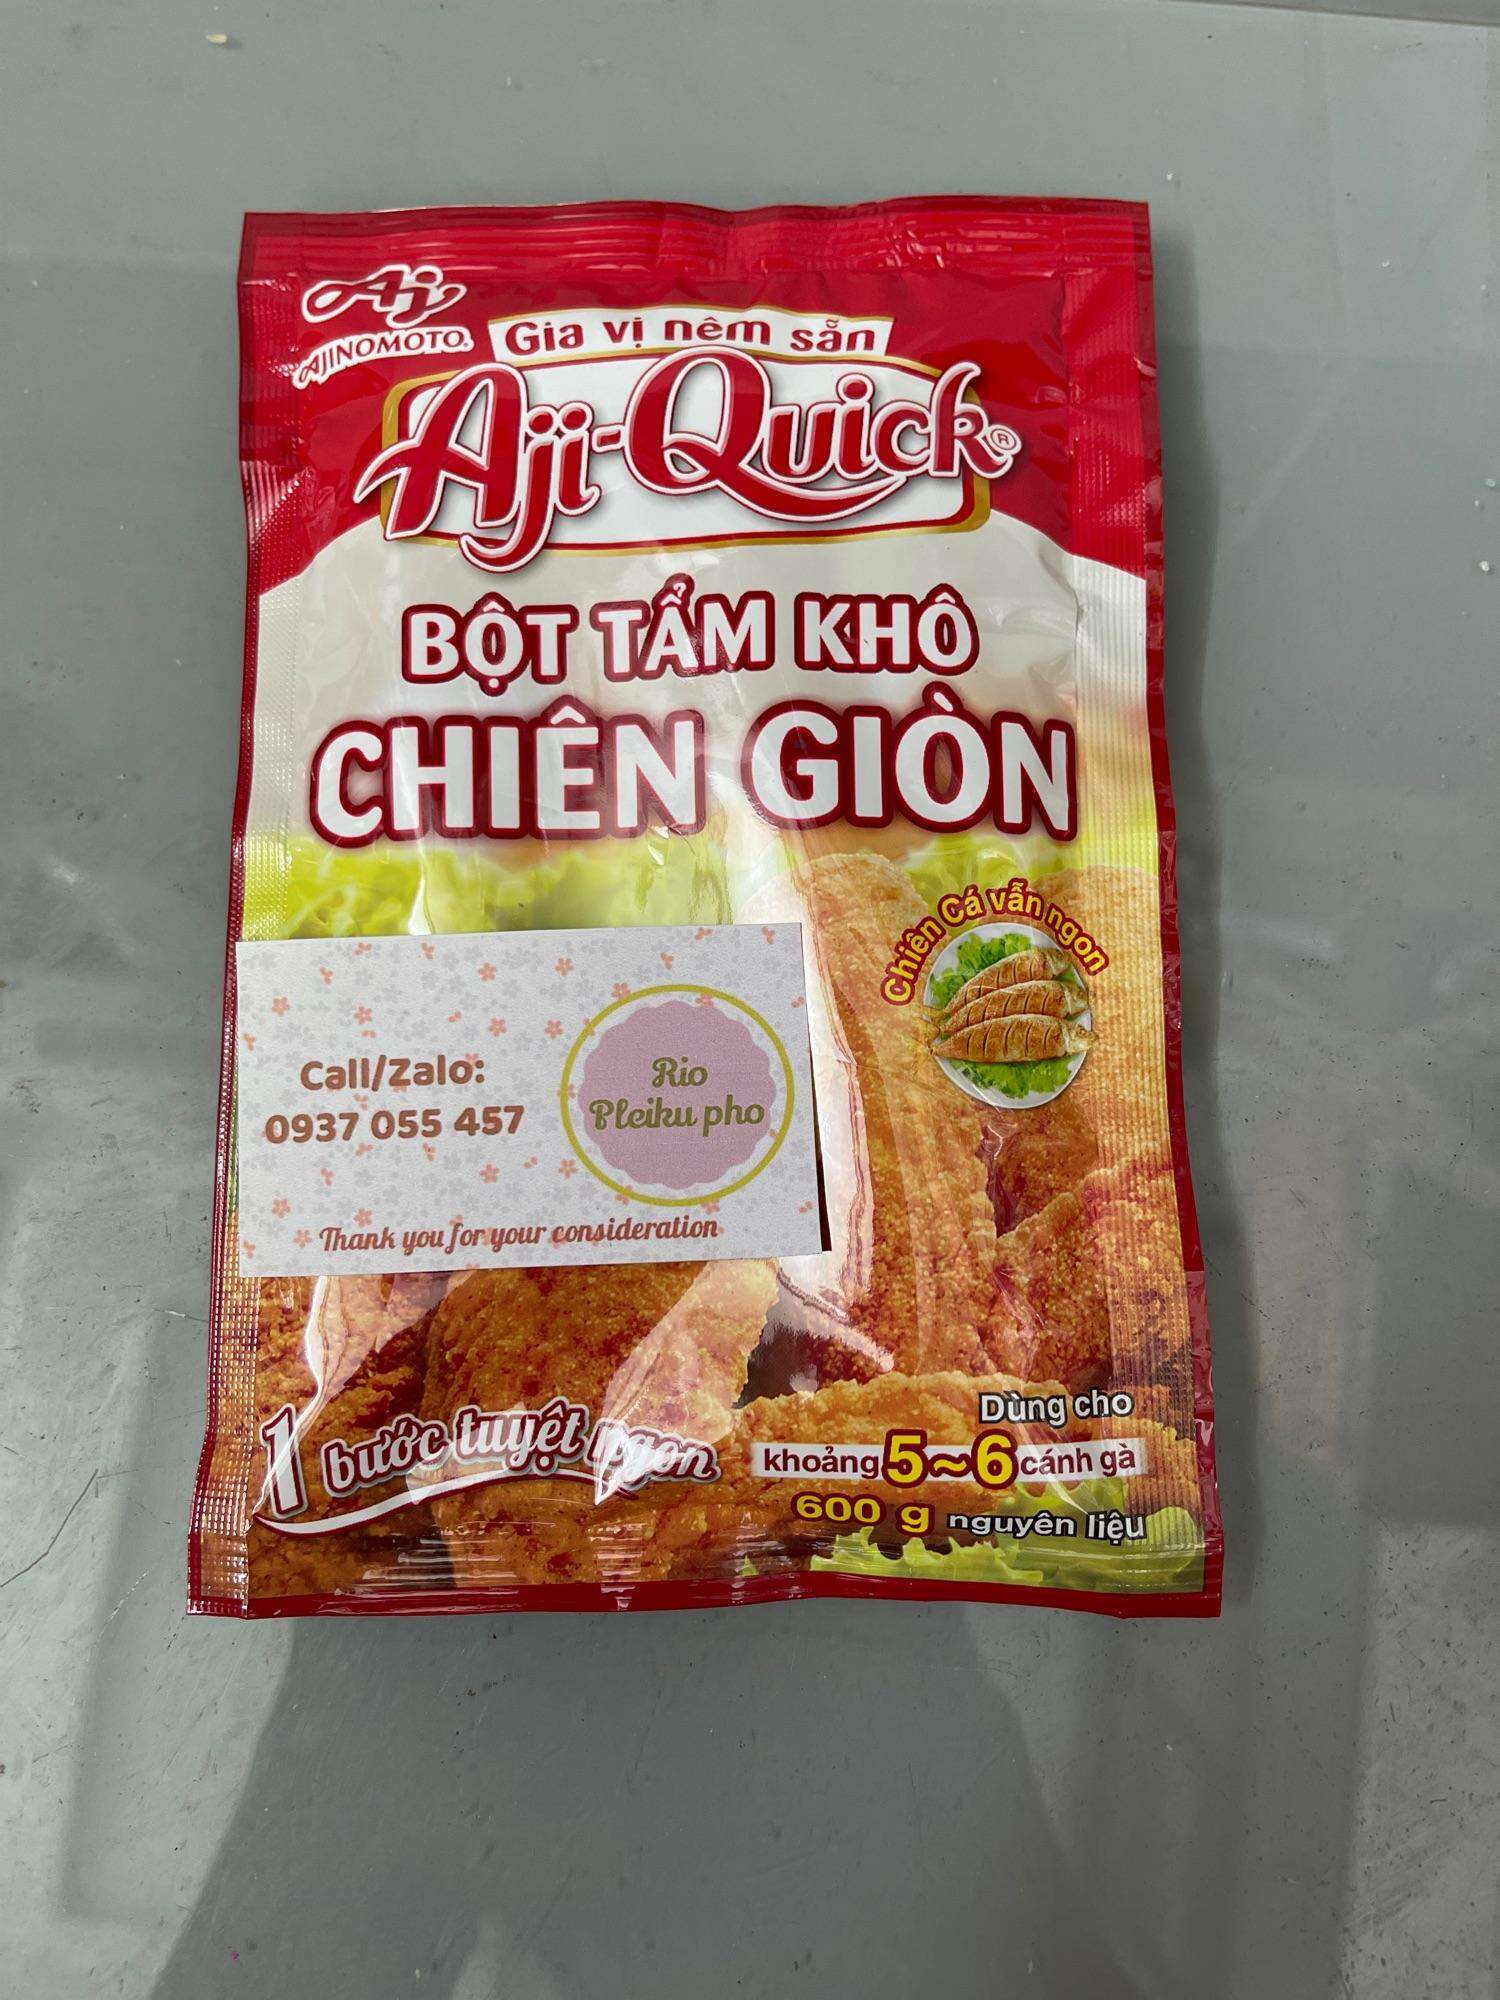 Aj
AJINOMOTO®
Gia vị nêm sẵn
Aji-Quick®
BỘT TẨM KHÔ
CHIÊN GIÒN
Chiên Cá vẫn ngon
Call/Zalo:
0937 055 457
Rio
Pleiku pho
Thank you for your consideration
1 bước tuyệt ngon
Dùng cho
khoảng 5~6 cánh gà
600 g nguyên liệu